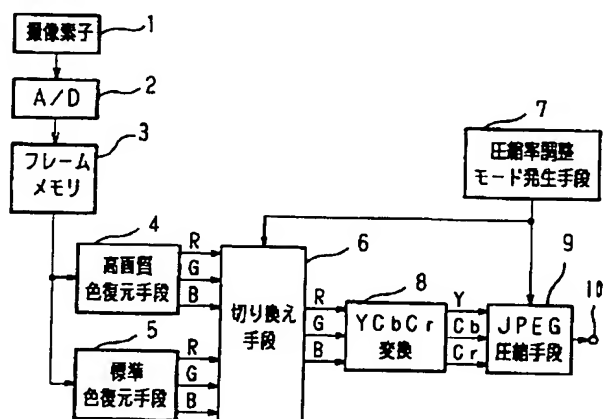 撮像素子
1
A/D
2
3
フレーム
メモリ
4
高画質
色復元手段
R
G
B
5
標準
色復元手段
R
G
B
6
切り換え
手段
R
G
B
7
圧縮率調整
モード発生手段
8
YCbCr
変換
Y
Cb
Cr
9
JPEG
圧縮手段
10